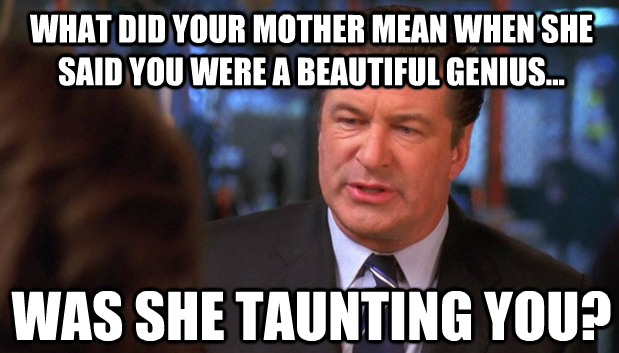 WHAT DID YOUR MOTHER MEAN WHEN SHE
SAID YOU WERE A BEAUTIFUL GENIUS...
WAS SHE TAUNTING YOU?